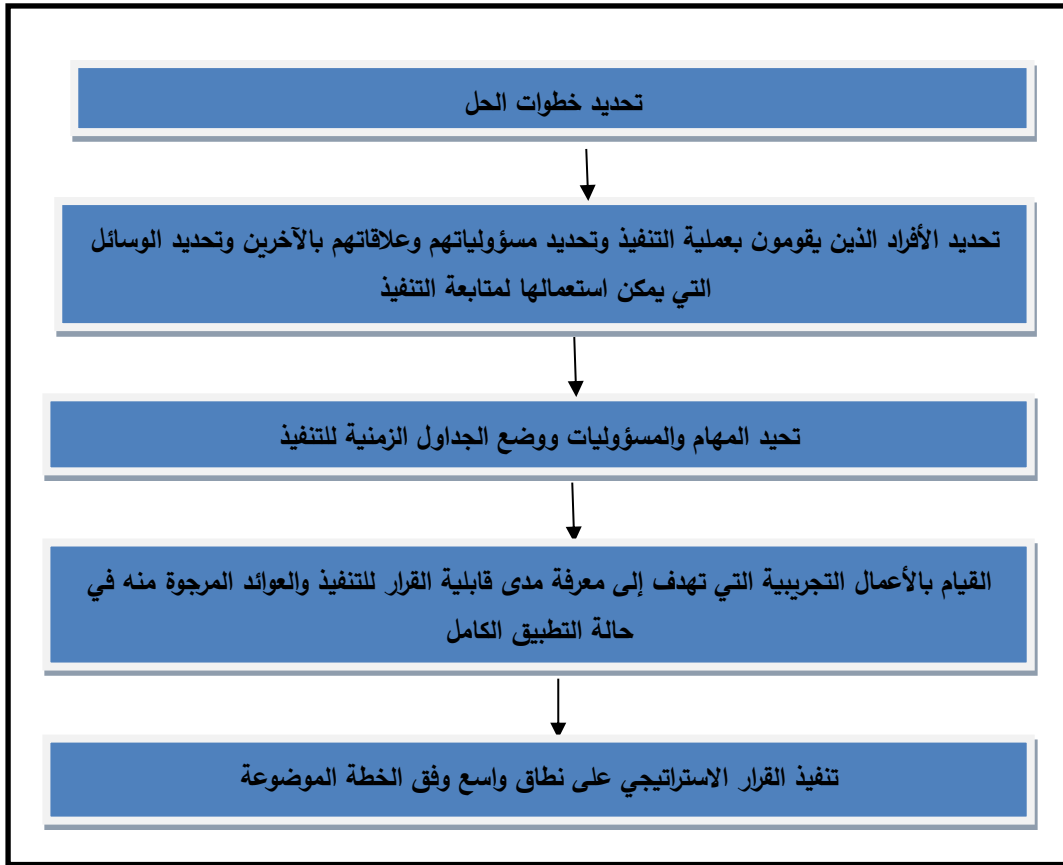 تحديد خطوات الحل
تحديد الأفراد الذين يقومون بعملية التنفيذ وتحديد مسؤولياتهم وعلاقاتهم بالآخرين وتحديد الوسائل
التي يمكن استعمالها لمتابعة التنفيذ
تحيد المهام والمسؤوليات ووضع الجداول الزمنية للتنفيذ
القيام بالأعمال التجريبية التي تهدف إلى معرفة مدى قابلية القرار للتنفيذ والعوائد المرجوة منه في
حالة التطبيق الكامل
تنفيذ القرار الاستراتيجي على نطاق واسع وفق الخطة الموضوعة